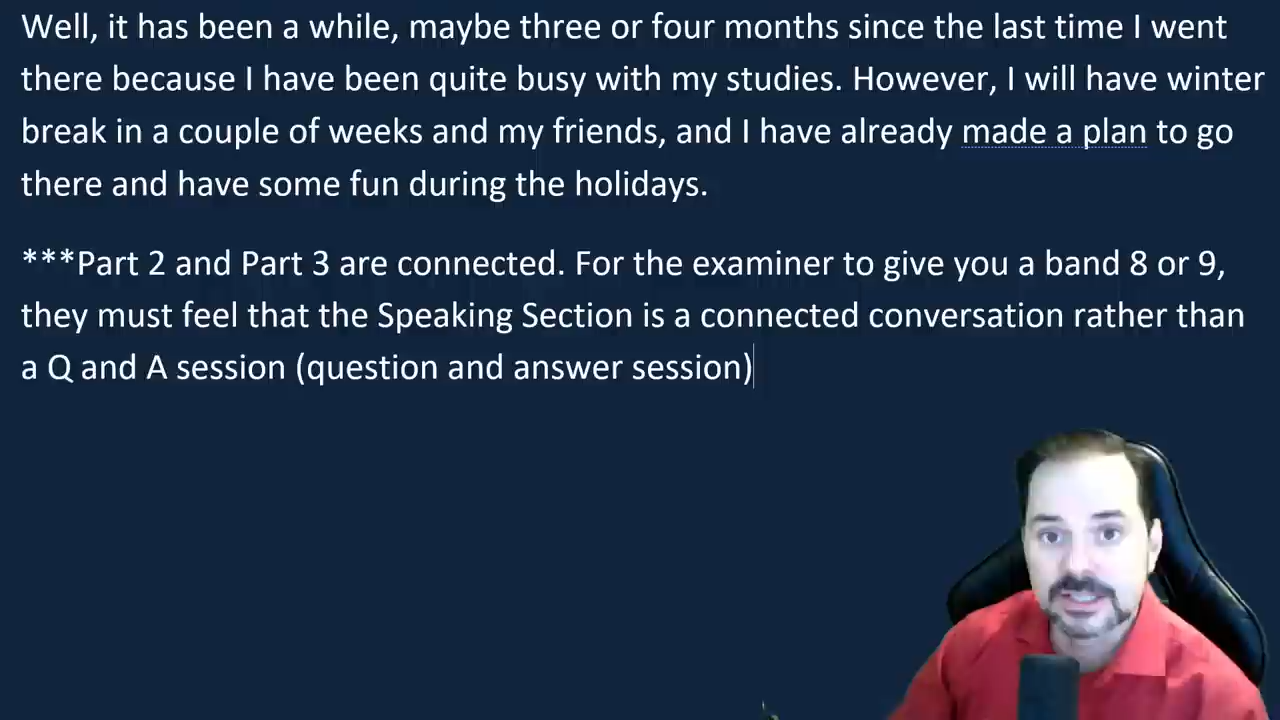 Well, it has been a while, maybe three or four months since the last time I went
there because I have been quite busy with my studies. However, I will have winter
break in a couple of weeks and my friends, and I have already made a plan to go
there and have some fun during the holidays.
***Part 2 and Part 3 are connected. For the examiner to give you a band 8 or 9,
they must feel that the Speaking Section is a connected conversation rather than
a Q and A session (question and answer session)